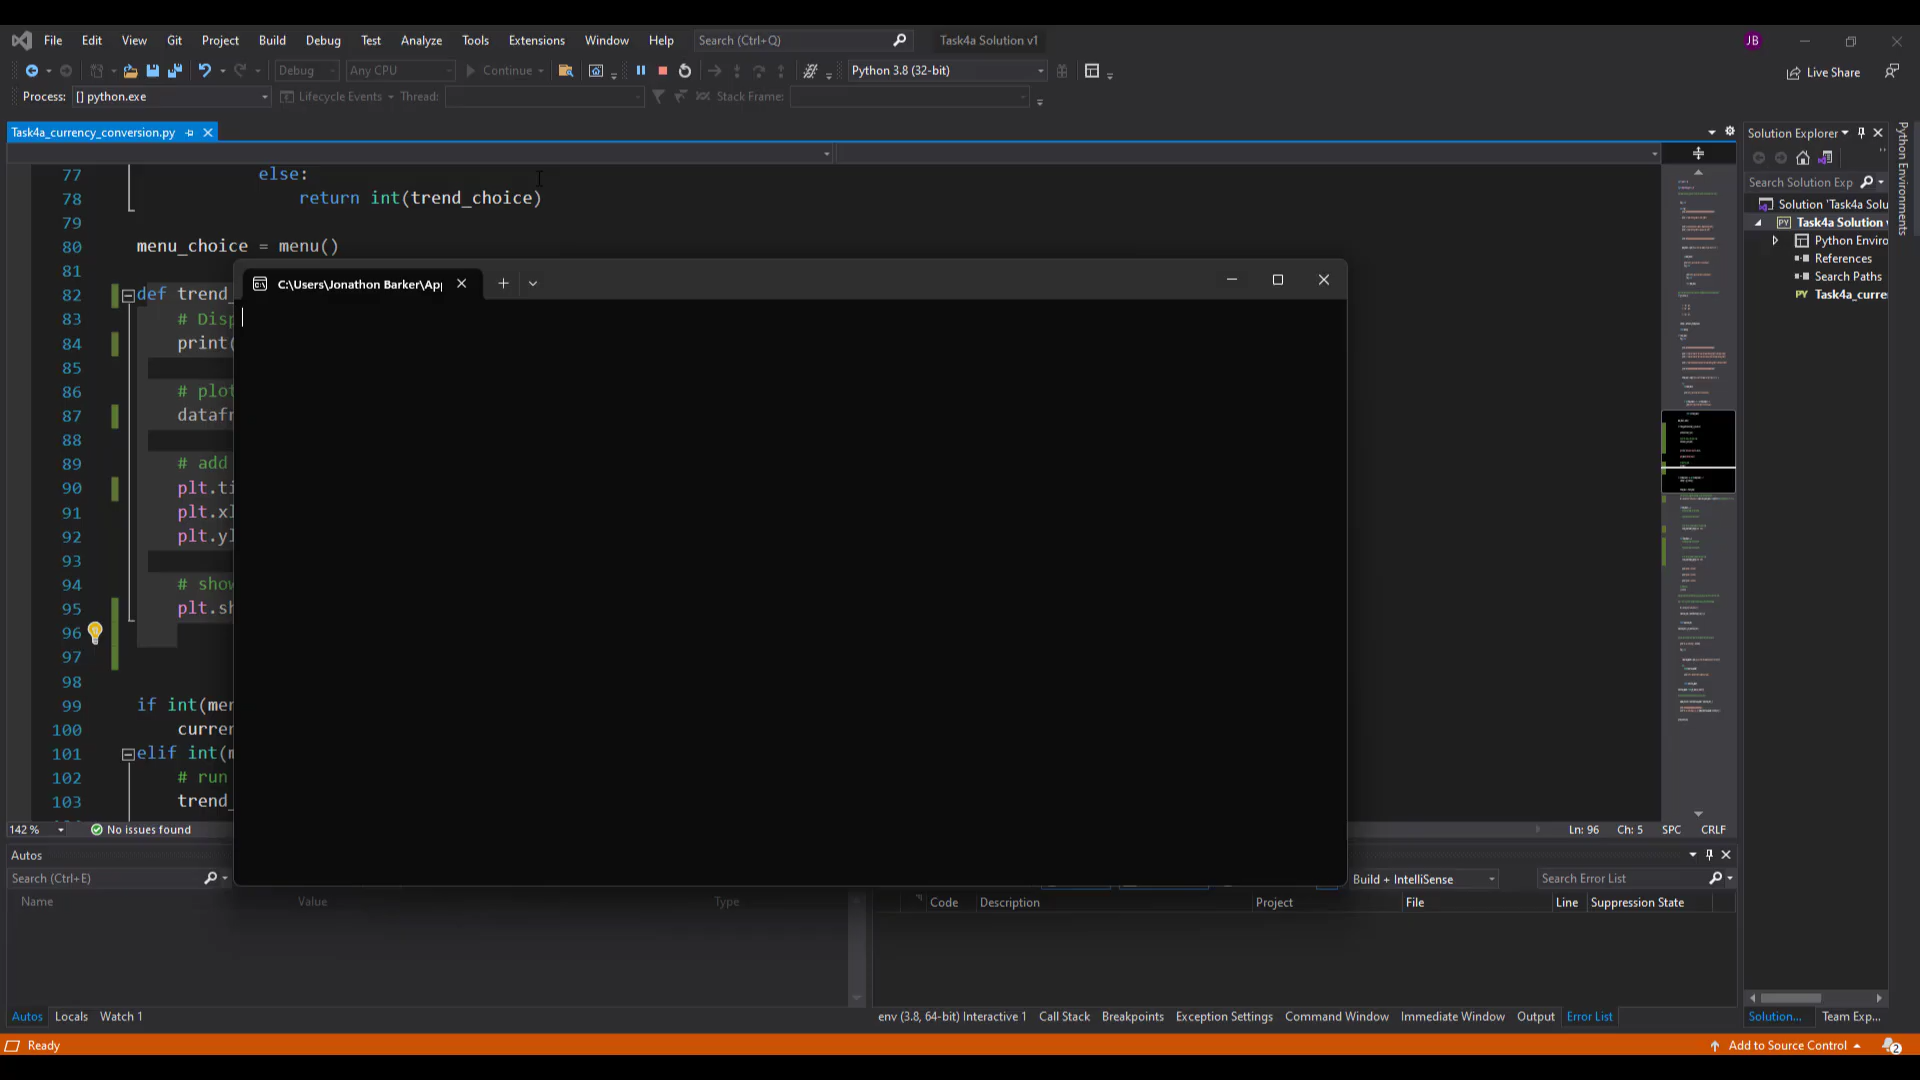 File Edit View Git Project Build Debug Test Analyze Tools Extensions Window Help Search (Ctrl+Q) Task4a Solution v1 JB
Debug Any CPU Continue Python 3.8 (32-bit) Live Share
Process: [] python.exe Lifecycle Events Thread: Stack Frame:
Task4a_currency_conversion.py
Solution Explorer
Python Environments
Search Solution Exp
Solution 'Task4a Solu
Task4a Solution
Python Enviro
References
Search Paths
PY Task4a_curre
77 else:
78 return int(trend_choice)
79
80 menu_choice = menu()
81
C:\Users\Jonathon Barker\Ap
82 def trend_
83 # Disp
84 print(
85
86 # plot
87 dataf
88
89 # add
90 plt.ti
91 plt.xl
92 plt.yl
93
94 # show
95 plt.sh
96
97
98
99 if int(me
100 curre
101 elif int(
102 # run
103 trend_
142 % No issues found Ln: 96 Ch: 5 SPC CRLF
Autos
Search (Ctrl+E)
Name Value Type
Build + IntelliSense Search Error List
Code Description Project File Line Suppression State
Autos Locals Watch 1
env (3.8, 64-bit) Interactive 1 Call Stack Breakpoints Exception Settings Command Window Immediate Window Output Error List
Solution... Team Exp...
Ready Add to Source Control 2